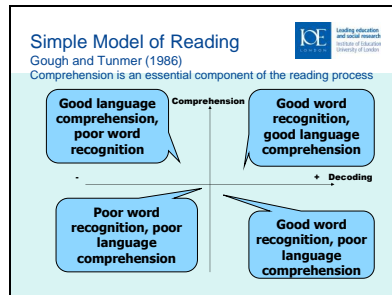 Simple Model of Reading
Gough and Tunmer (1986)
Comprehension is an essential component of the reading process
IOE
LONDON
Leading education
and social research
Institute of Education
University of London
Good language
comprehension,
poor word
recognition
Comprehension
Good word
recognition,
good language
comprehension
-
+ Decoding
Poor word
recognition, poor
language
comprehension
Good word
recognition, poor
language
comprehension